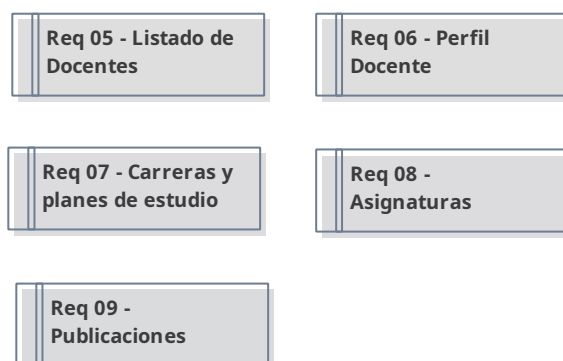 Req 05 - Listado de
Docentes
Req 06 - Perfil
Docente
Req 07 - Carreras y
planes de estudio
Req 08 -
Asignaturas
Req 09 -
Publicaciones